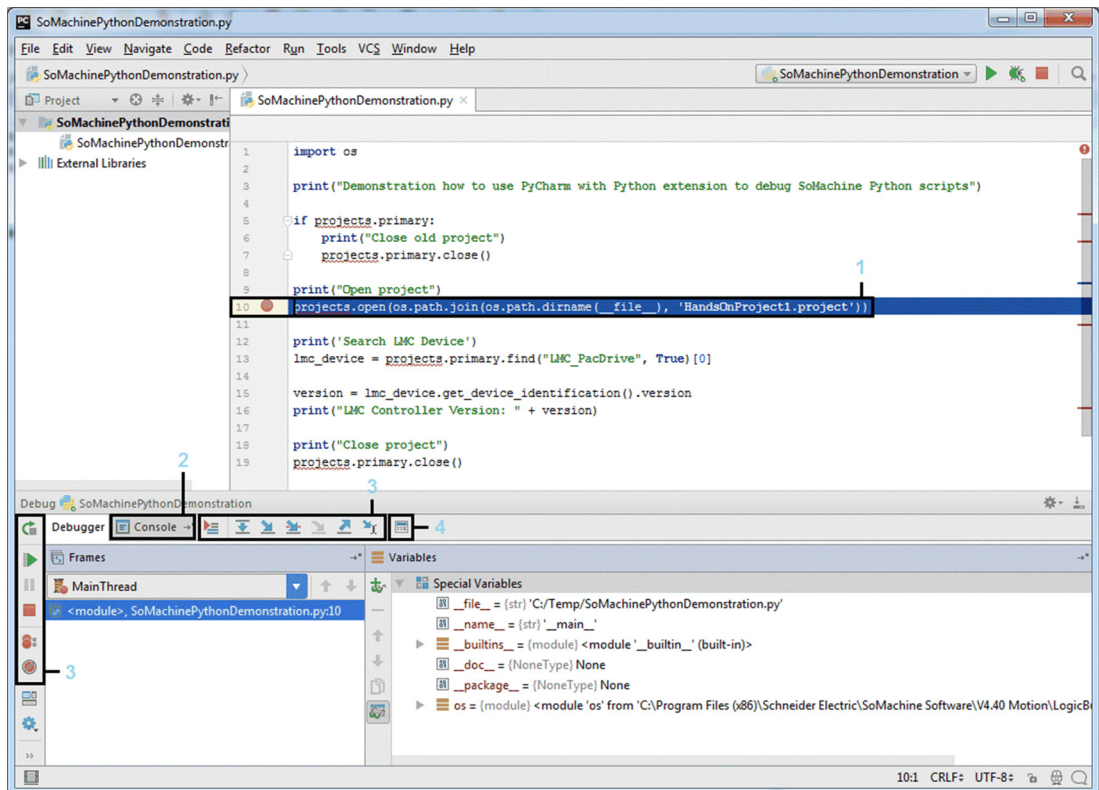 SoMachinePythonDemonstration.py
File Edit View Navigate Code Refactor Run Tools VCS Window Help
SoMachinePythonDemonstration.py
SoMachinePythonDemonstration
Project
SoMachinePythonDemonstration.py
SoMachinePythonDemonstrati
SoMachinePythonDemonstr
External Libraries
1 import os
2
3 print("Demonstration how to use PyCharm with Python extension to debug SoMachine Python scripts")
4
5 if projects.primary:
6 print("Close old project")
7 projects.primary.close()
8
1
9 print("Open project")
10 projects.open(os.path.join(os.path.dirname(__file__), 'HandsOnProject1.project'))
11
12 print('Search LMC Device')
13 lmc_device = projects.primary.find("LMC_PacDrive", True)[0]
14
15 version = lmc_device.get_device_identification().version
16 print("LMC Controller Version: " + version)
17
18 print("Close project")
19 projects.primary.close()
2
3
Debug SoMachinePythonDemonstration
Debugger Console
4
Frames
Variables
MainThread
<module>, SoMachinePythonDemonstration.py:10
Special Variables
__file__ = {str} 'C:/Temp/SoMachinePythonDemonstration.py'
__name__ = {str} '__main__'
__builtins__ = {module} <module '__builtin__' (built-in)>
__doc__ = {NoneType} None
__package__ = {NoneType} None
os = {module} <module 'os' from 'C:\Program Files (x86)\Schneider Electric\SoMachine Software\V4.40 Motion\LogicBu
3
10:1 CRLF UTF-8